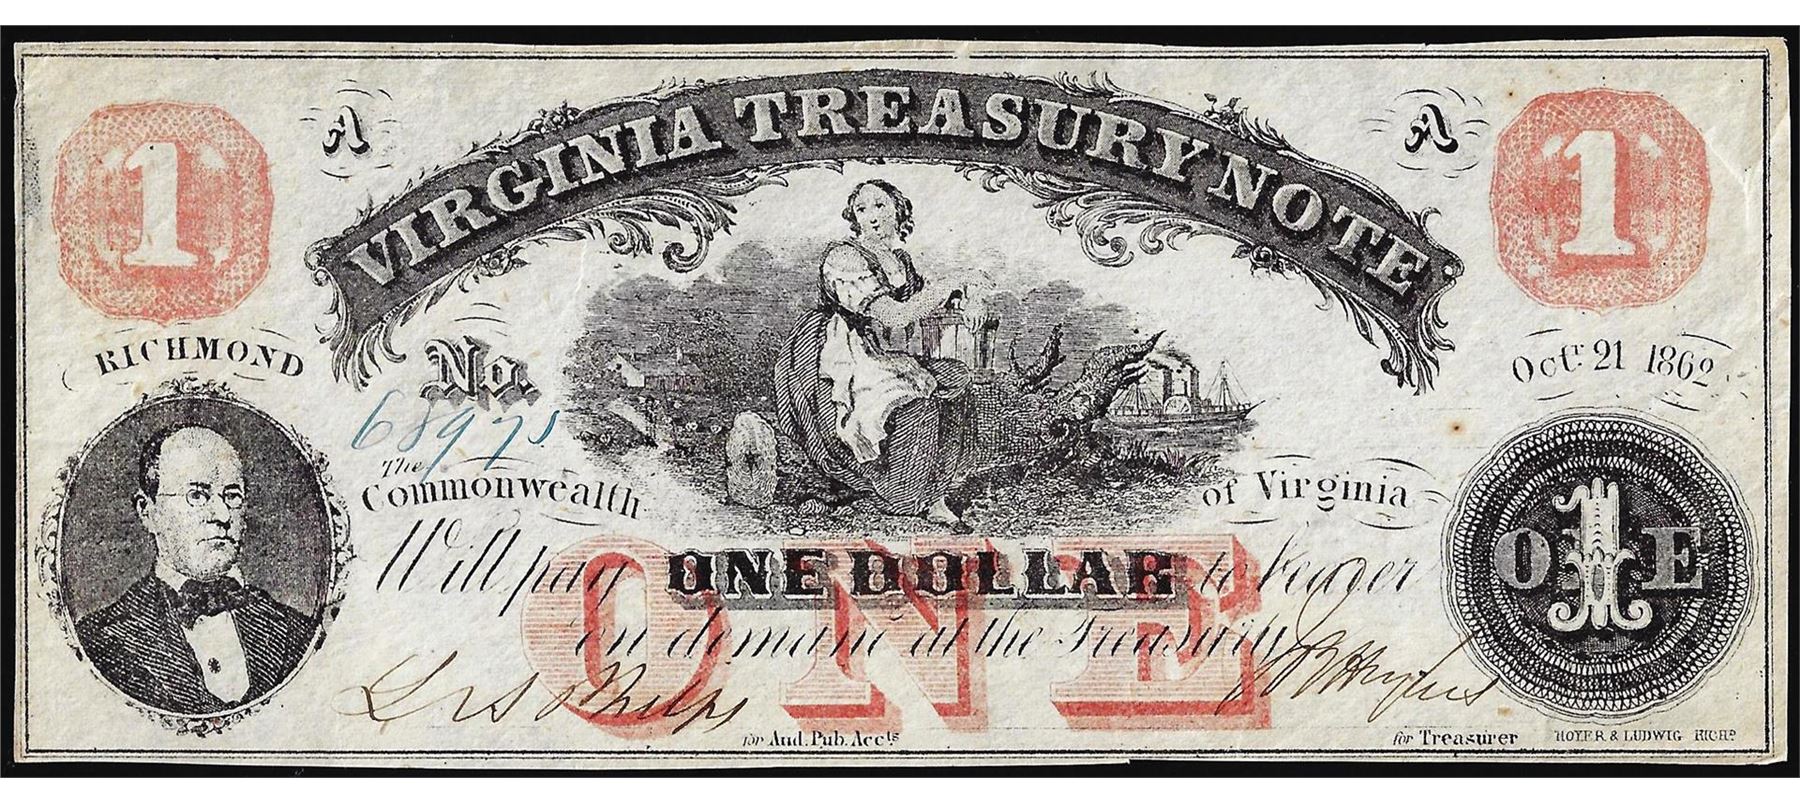 VIRGINIA TREASURY NOTE
1
A
A
1
RICHMOND
No.
68975
Octr. 21 1862
The
Commonwealth
of Virginia
Will pay ONE DOLLAR to bearer
ONE
on demand at the Treasury
ONE
1
for Aud. Pub. Accts
for Treasurer
HOYER & LUDWIG RICHD